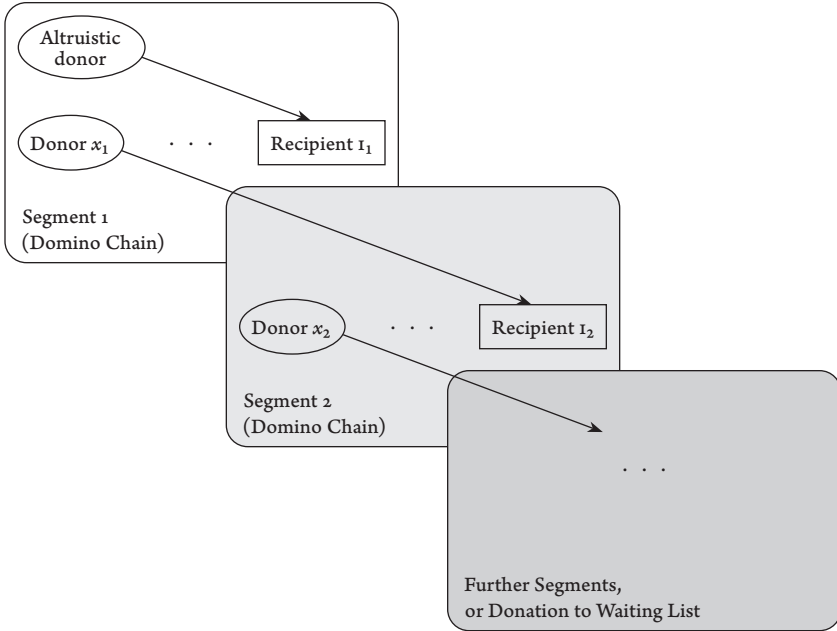 Altruistic
donor
Donor x₁
. . .
Recipient 1₁
Segment 1
(Domino Chain)
Donor x₂
. . .
Recipient 1₂
Segment 2
(Domino Chain)
. . .
Further Segments,
or Donation to Waiting List